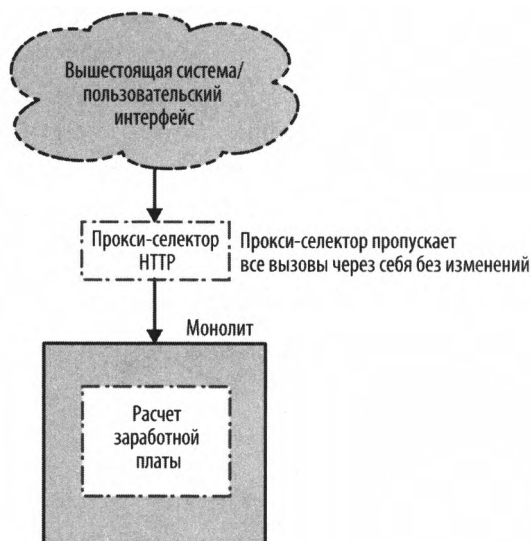 Вышестоящая система/
пользовательский
интерфейс
Прокси-селектор
HTTP
Прокси-селектор пропускает
все вызовы через себя без изменений
Монолит
Расчет
заработной
платы